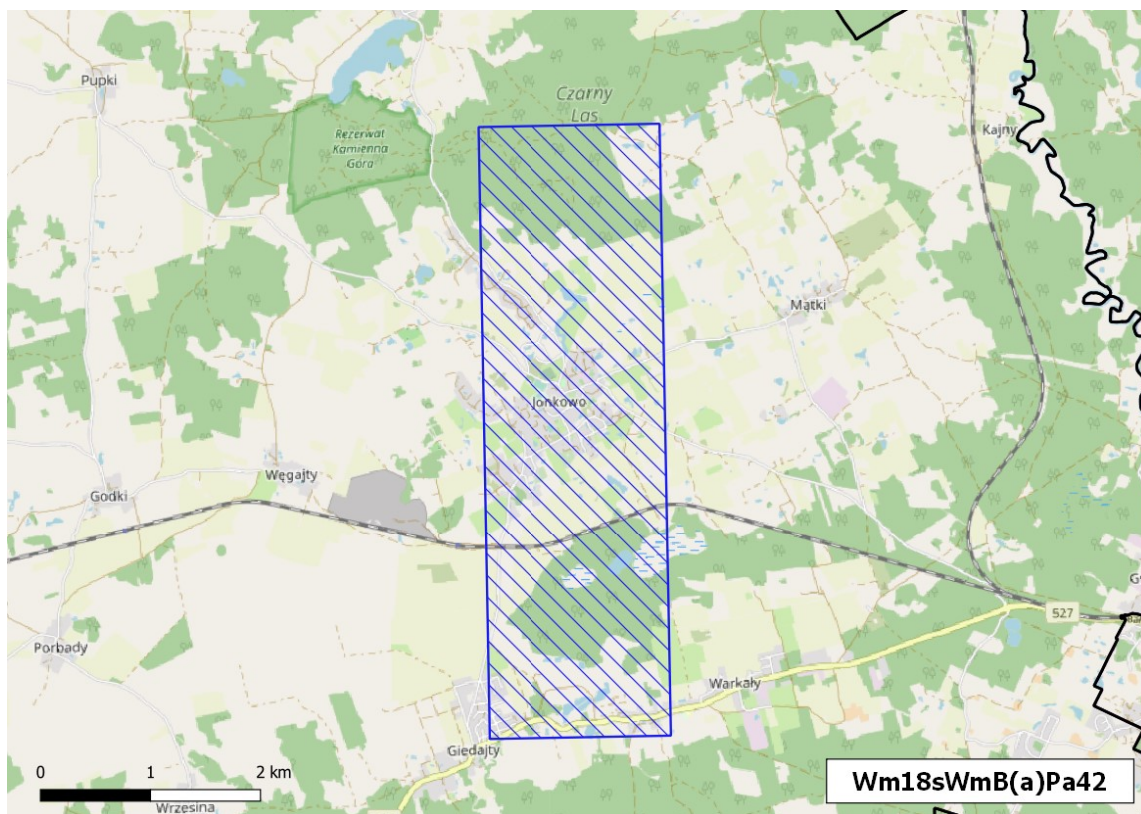 Pupki
Czarny
Las
Rezerwat
Kamienna
Góra
Kajny
Mątki
Jonkowo
Węgajty
Godki
527
Porbady
Warkały
Giedajty
0 1 2 km
Wrzesina
Wm18sWmB(a)Pa42